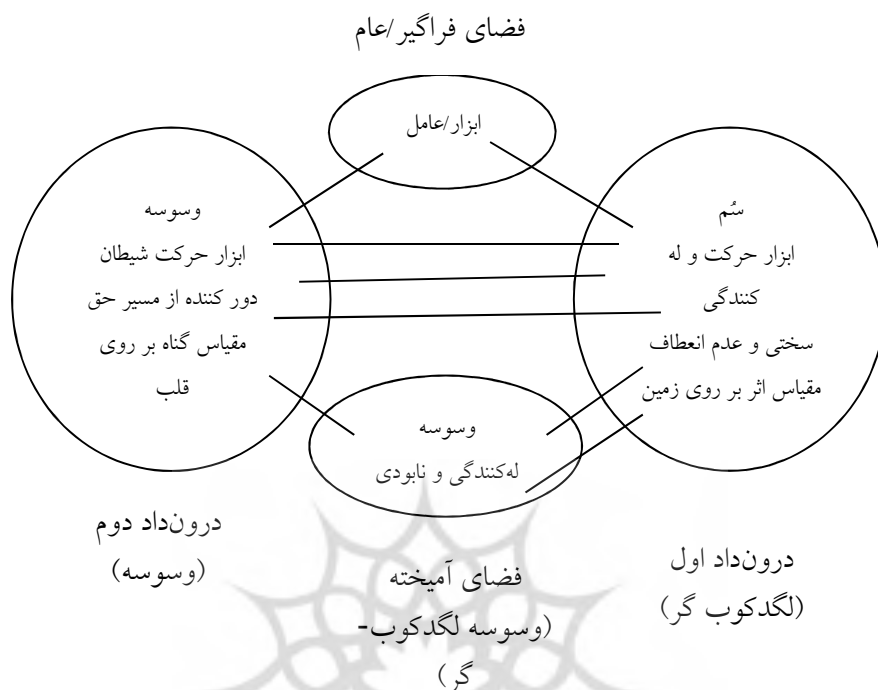 فضای فراگیر/عام
ابزار/عامل
سُم
ابزار حرکت و له
کنندگی
سختی و عدم انعطاف
مقیاس اثر بر روی زمین
وسوسه
ابزار حرکت شیطان
دور کننده از مسیر حق
مقیاس گناه بر روی
قلب
وسوسه
له‌کنندگی و نابودی
درون‌داد اول
(لگدکوب گر)
فضای آمیخته
(وسوسه لگدکوب-
گر)
درون‌داد دوم
(وسوسه)